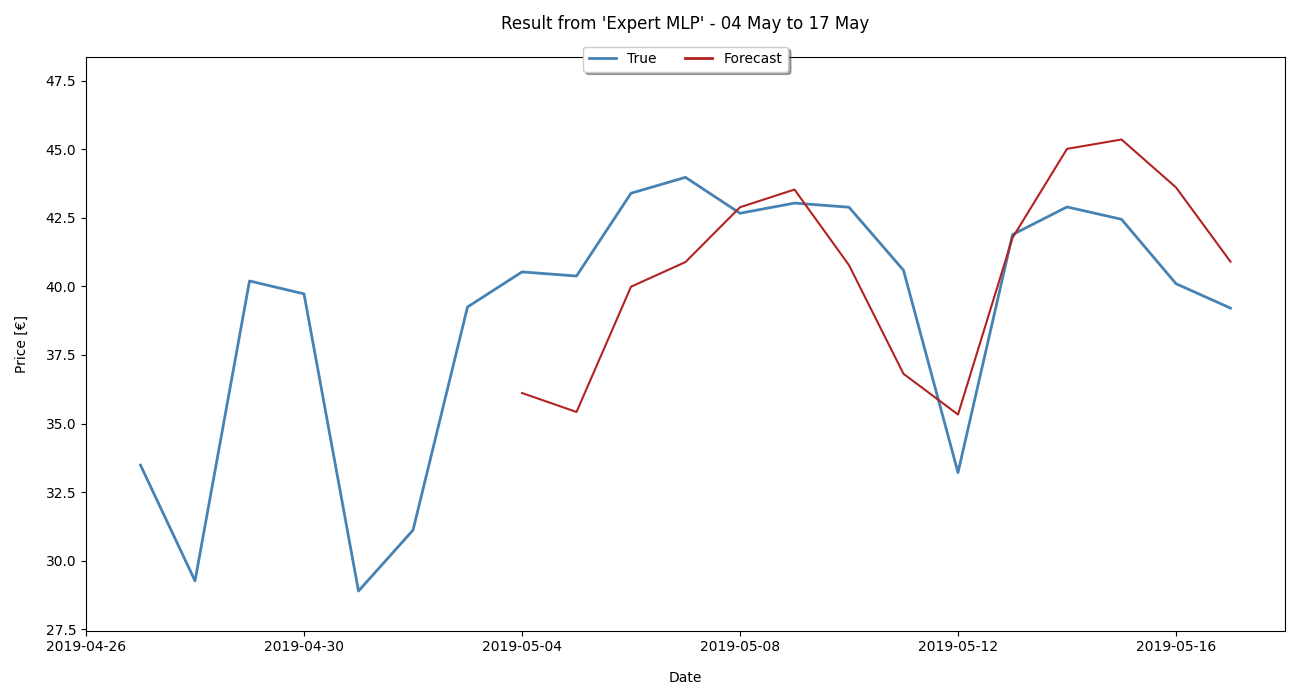 Result from 'Expert MLP' - 04 May to 17 May
True Forecast
47.5
45.0
42.5
40.0
37.5
35.0
32.5
30.0
27.5
Price [€]
2019-04-26 2019-04-30 2019-05-04 2019-05-08 2019-05-12 2019-05-16
Date